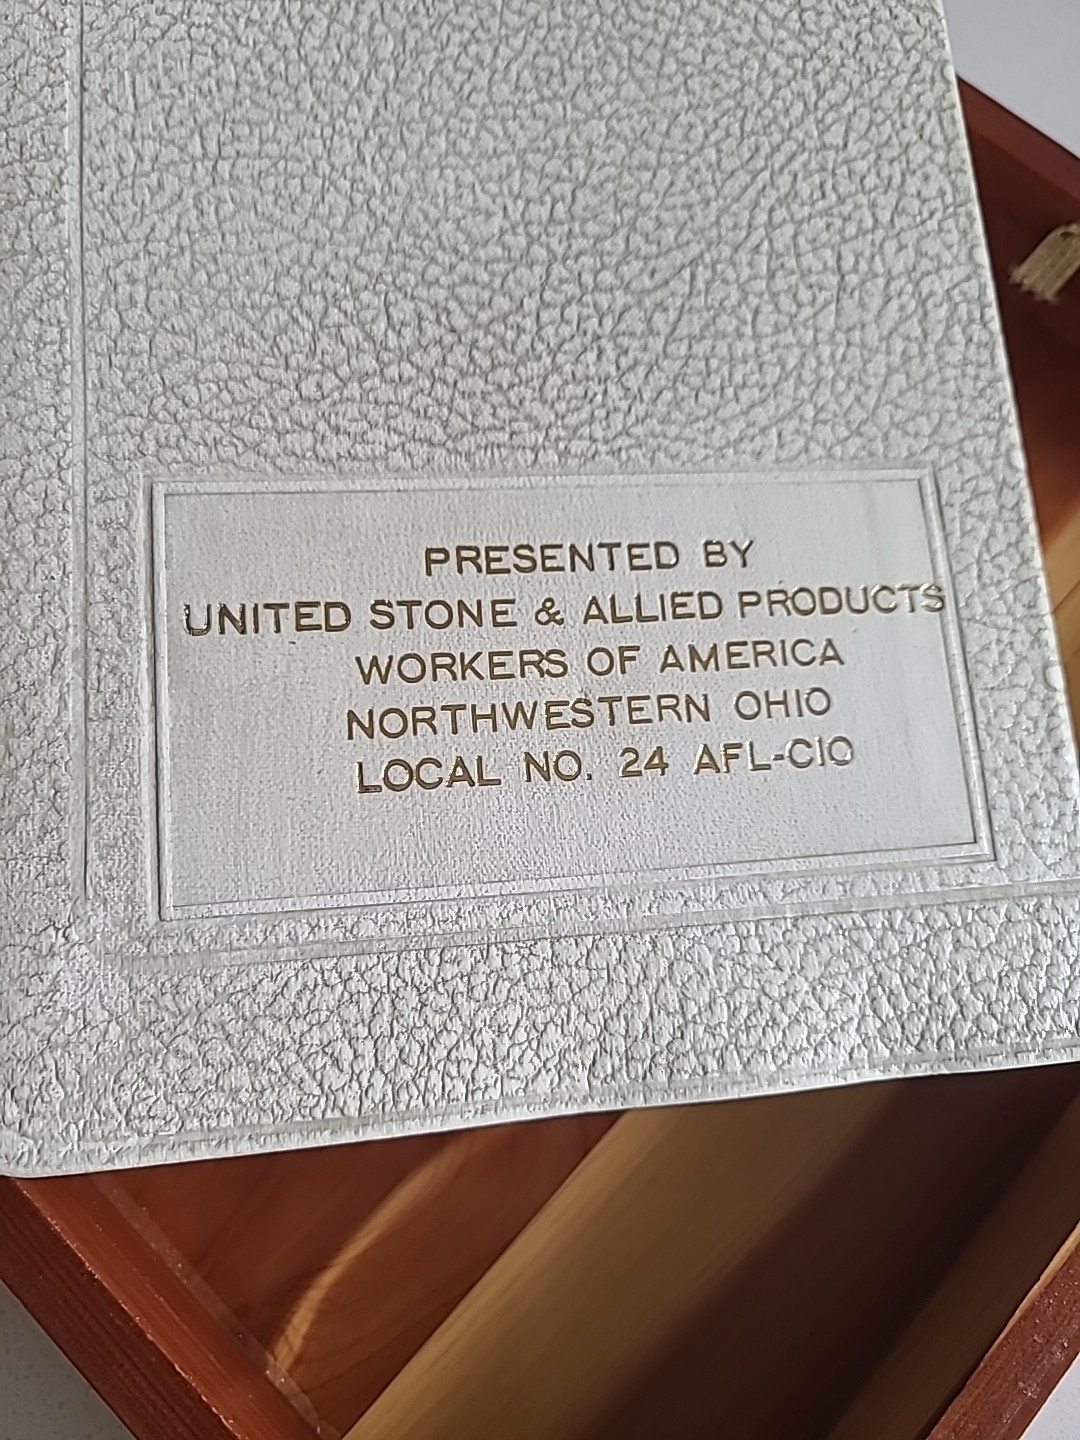 PRESENTED BY
UNITED STONE & ALLIED PRODUCTS
WORKERS OF AMERICA
NORTHWESTERN OHIO
LOCAL NO. 24 AFL-CIO